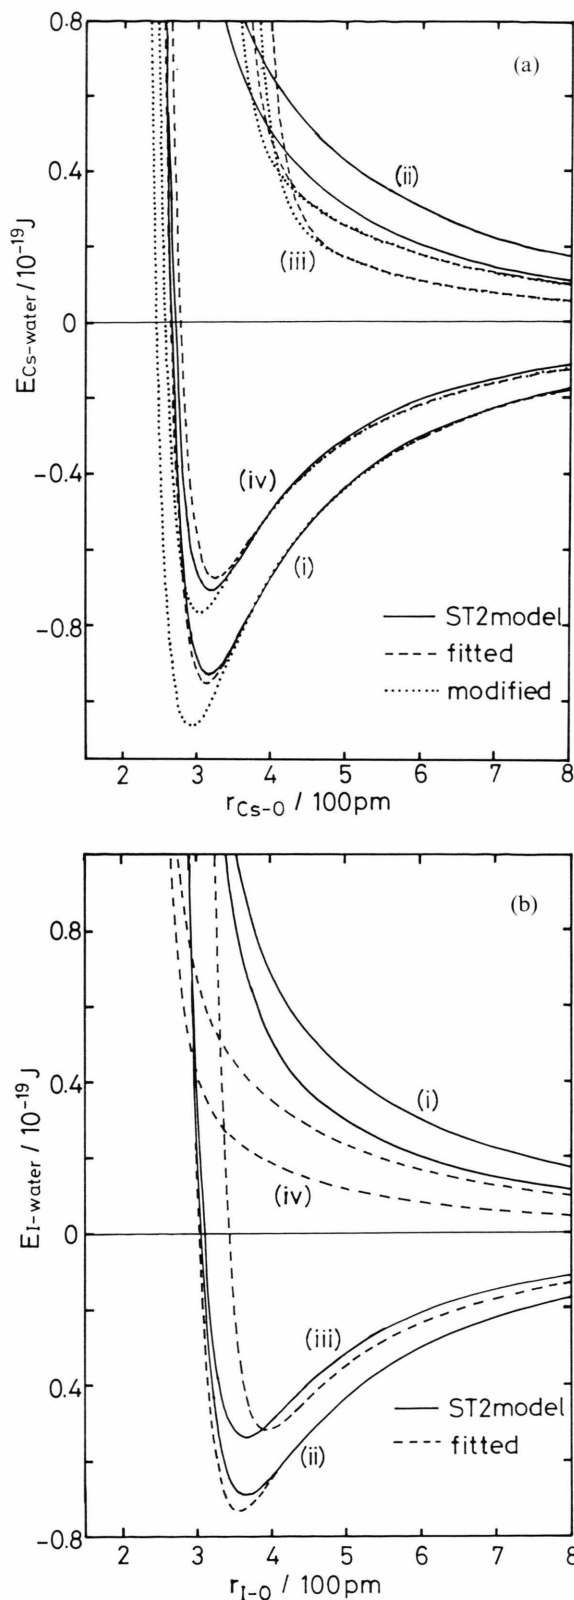 0.8
(a)
(ii)
0.4
(iii)
E_Cs-water / 10^-19 J
0
(iv)
-0.4
(i)
ST2model
-0.8
fitted
modified
2 3 4 5 6 7 8
r_Cs-O / 100pm
(b)
0.8
0.4
(i)
E_I-water / 10^-19 J
(iv)
0
(iii)
0.4
ST2model
(ii)
fitted
-0.8
2 3 4 5 6 7 8
r_I-O / 100pm